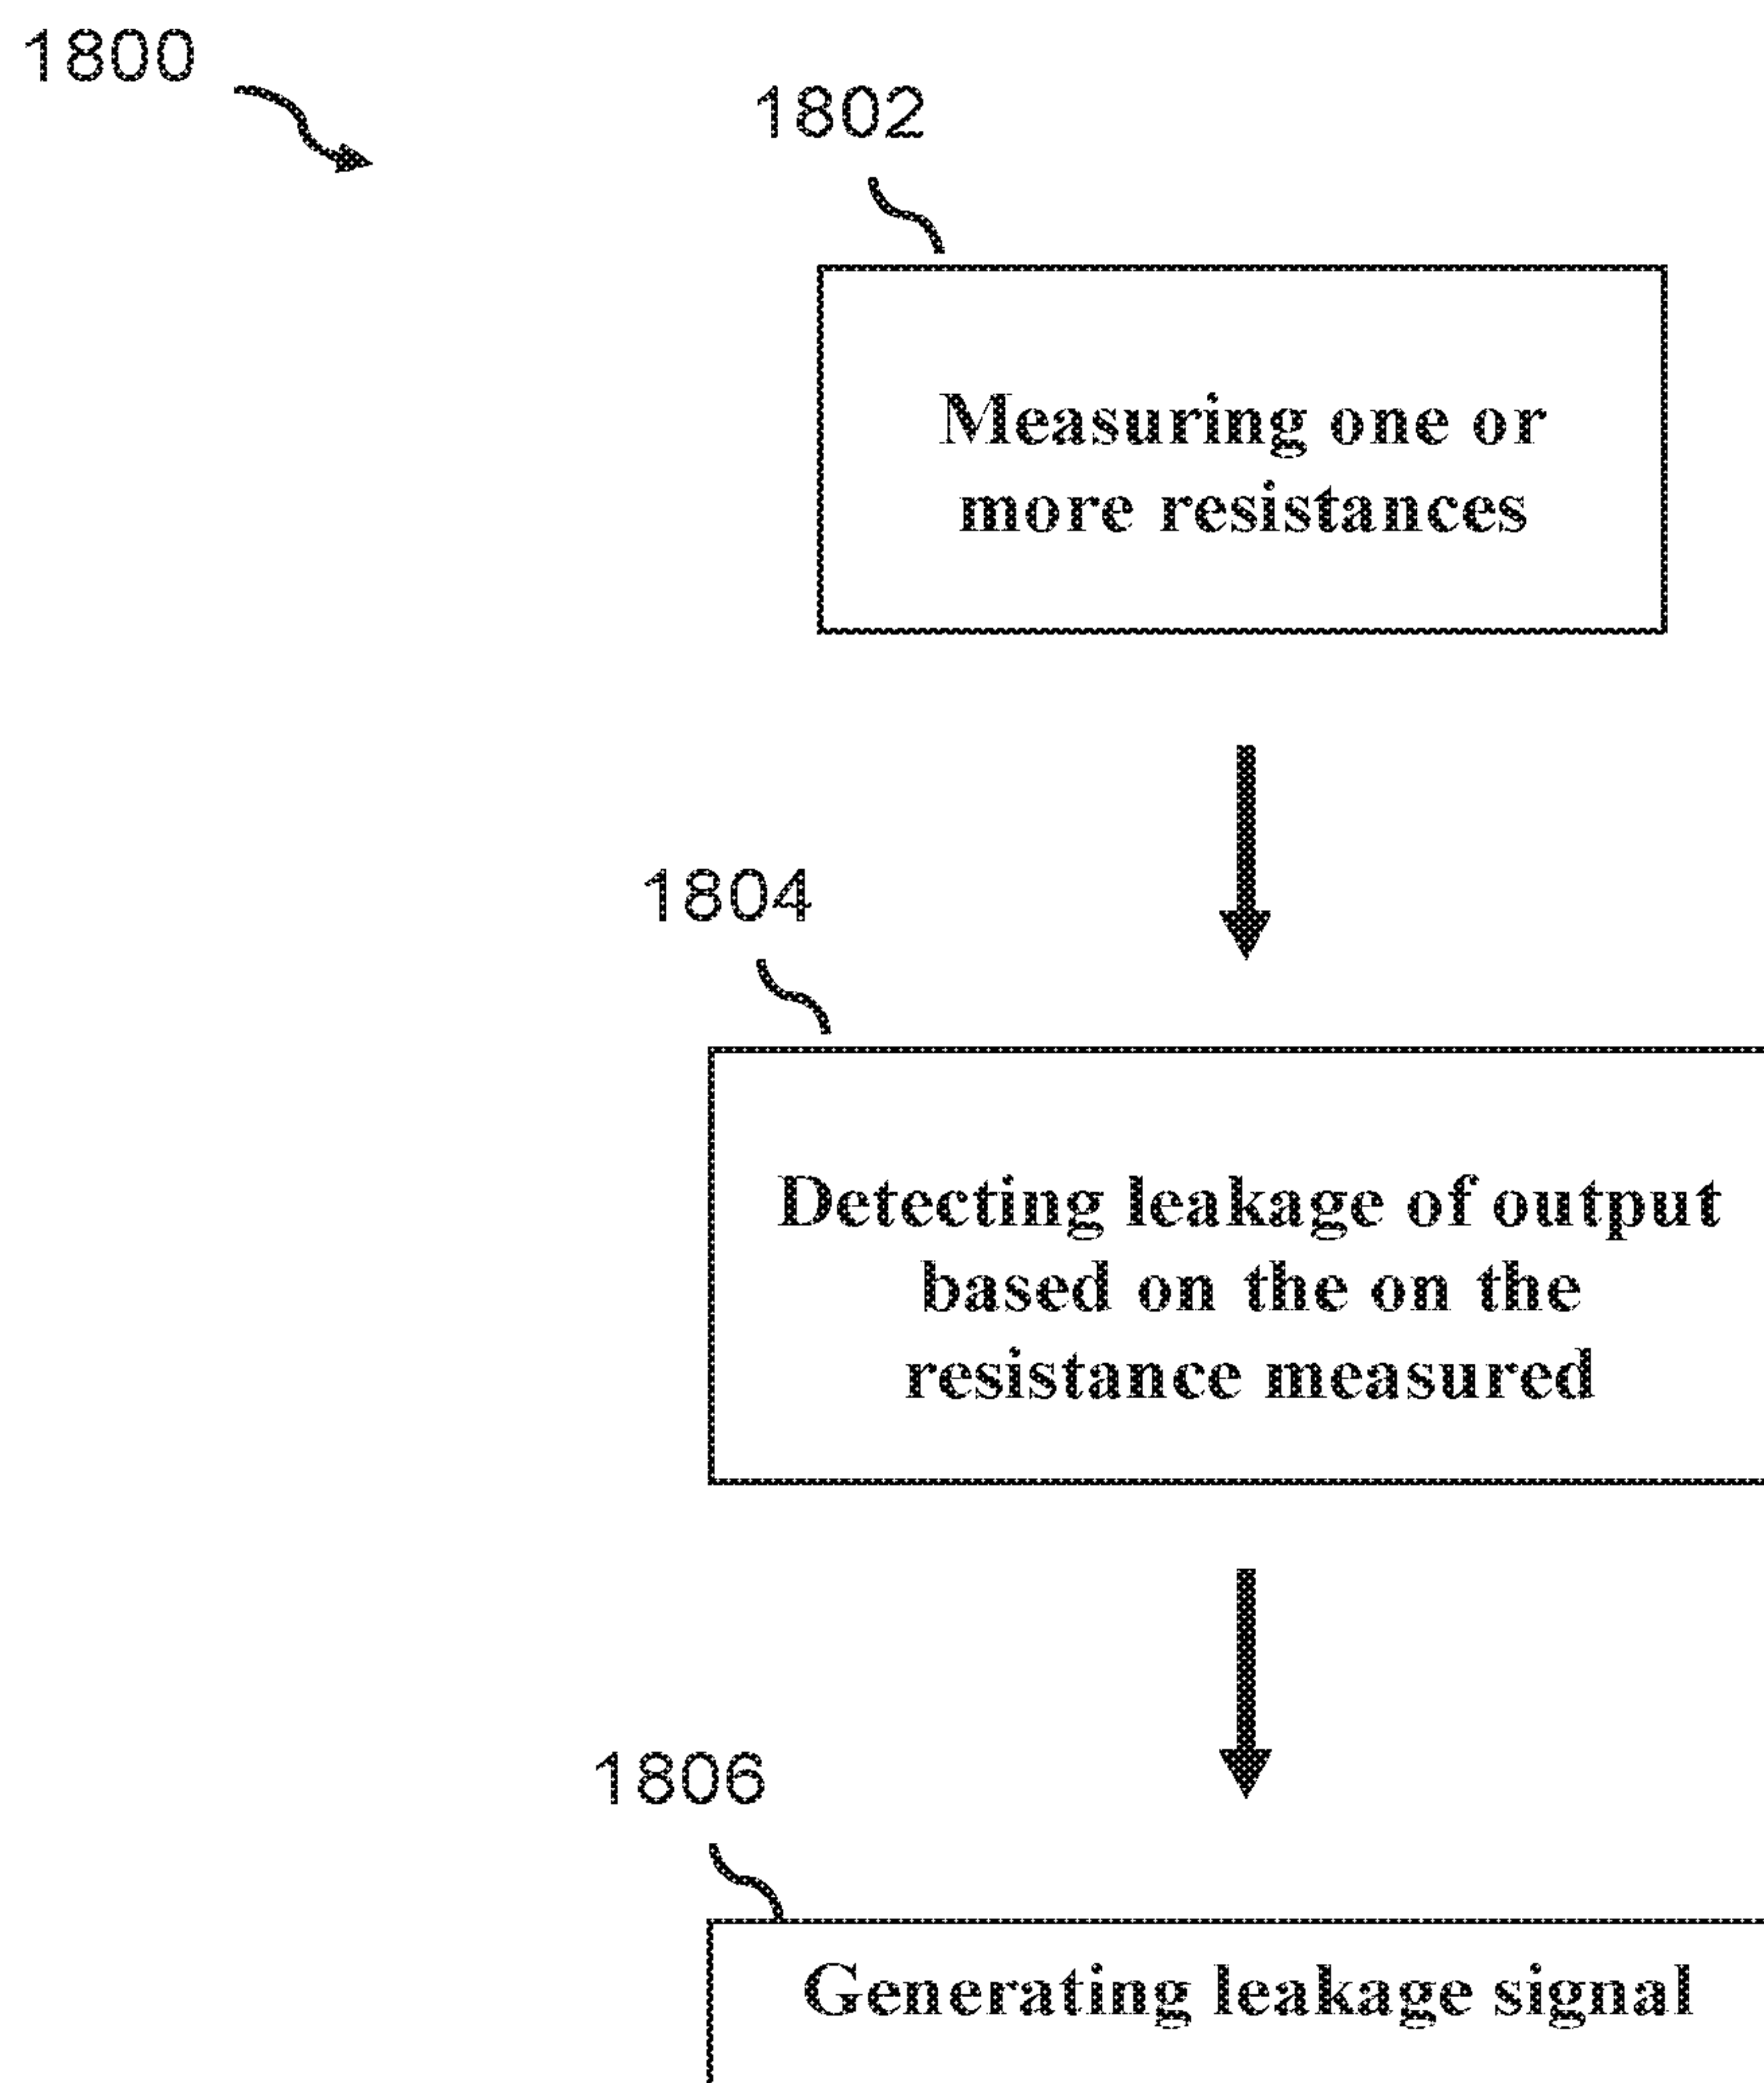 1800
1802
Measuring one or
more resistances
1804
Detecting leakage of output
based on the on the
resistance measured
1806
Generating leakage signal